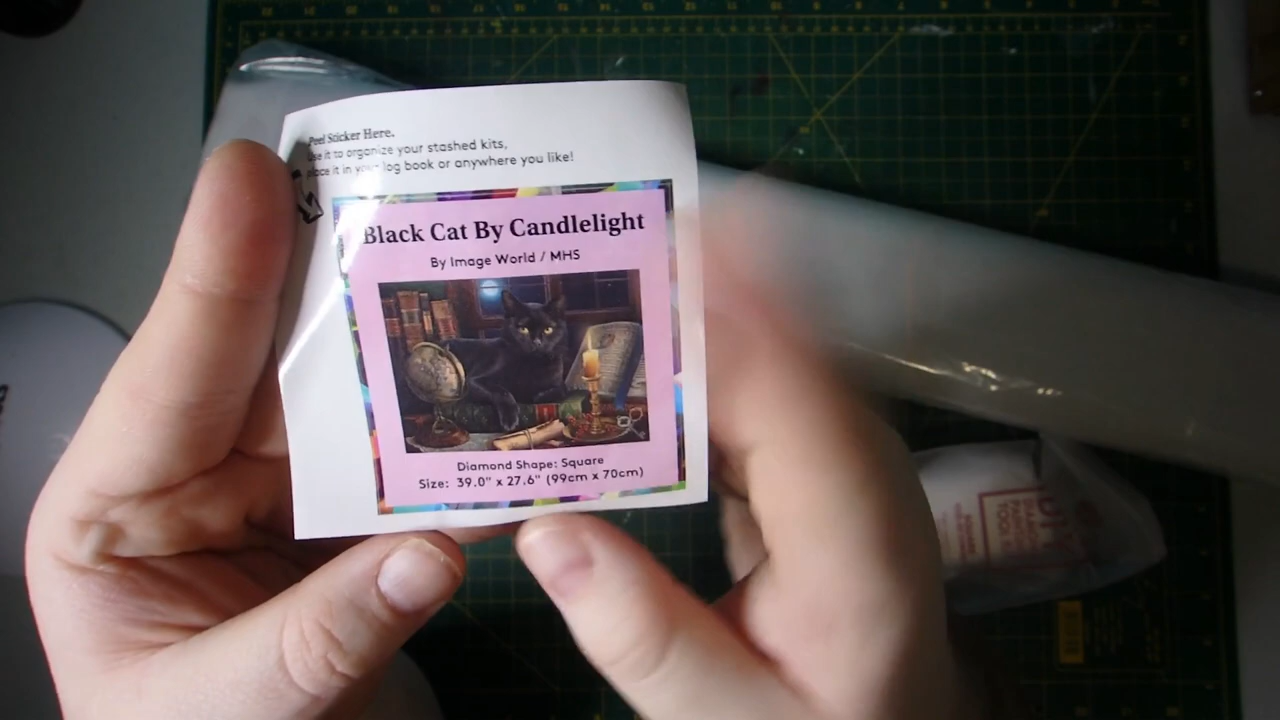 Peel Sticker Here.
Use it to organize your stashed kits,
place it in your log book or anywhere you like!
Black Cat By Candlelight
By Image World / MHS
Diamond Shape: Square
Size: 39.0" x 27.6" (99cm x 70cm)